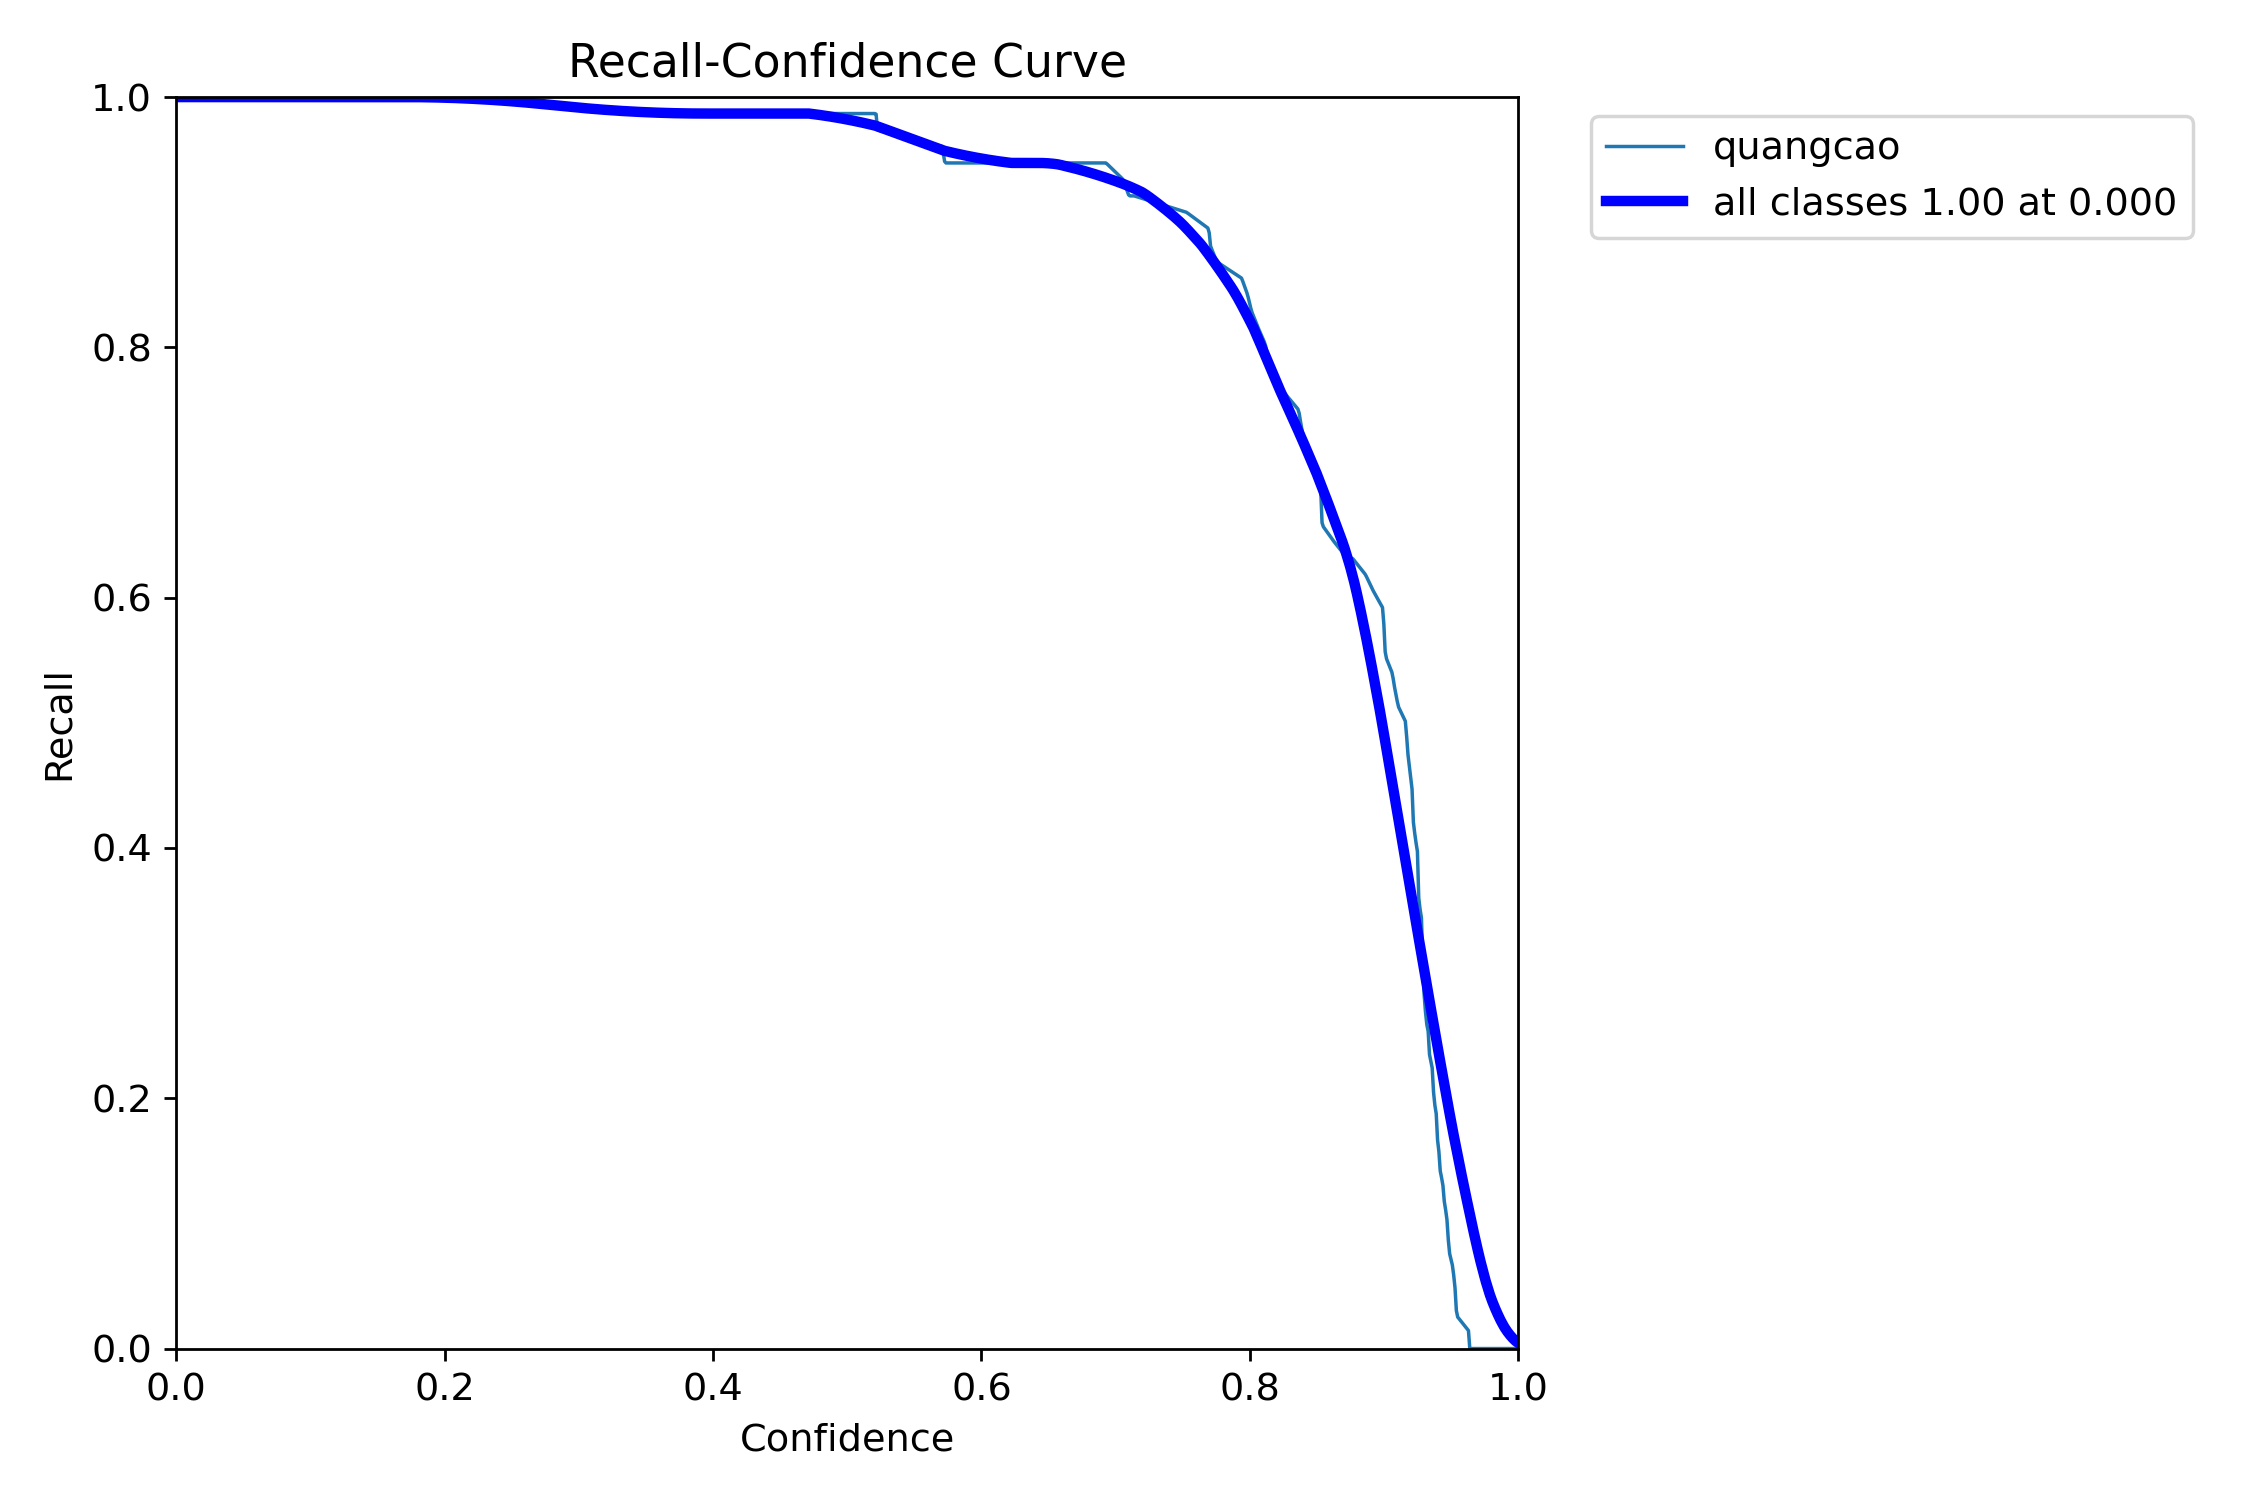 Recall-Confidence Curve
1.0
0.8
0.6
0.4
0.2
0.0
Recall
0.0 0.2 0.4 0.6 0.8 1.0
Confidence
quangcao
all classes 1.00 at 0.000